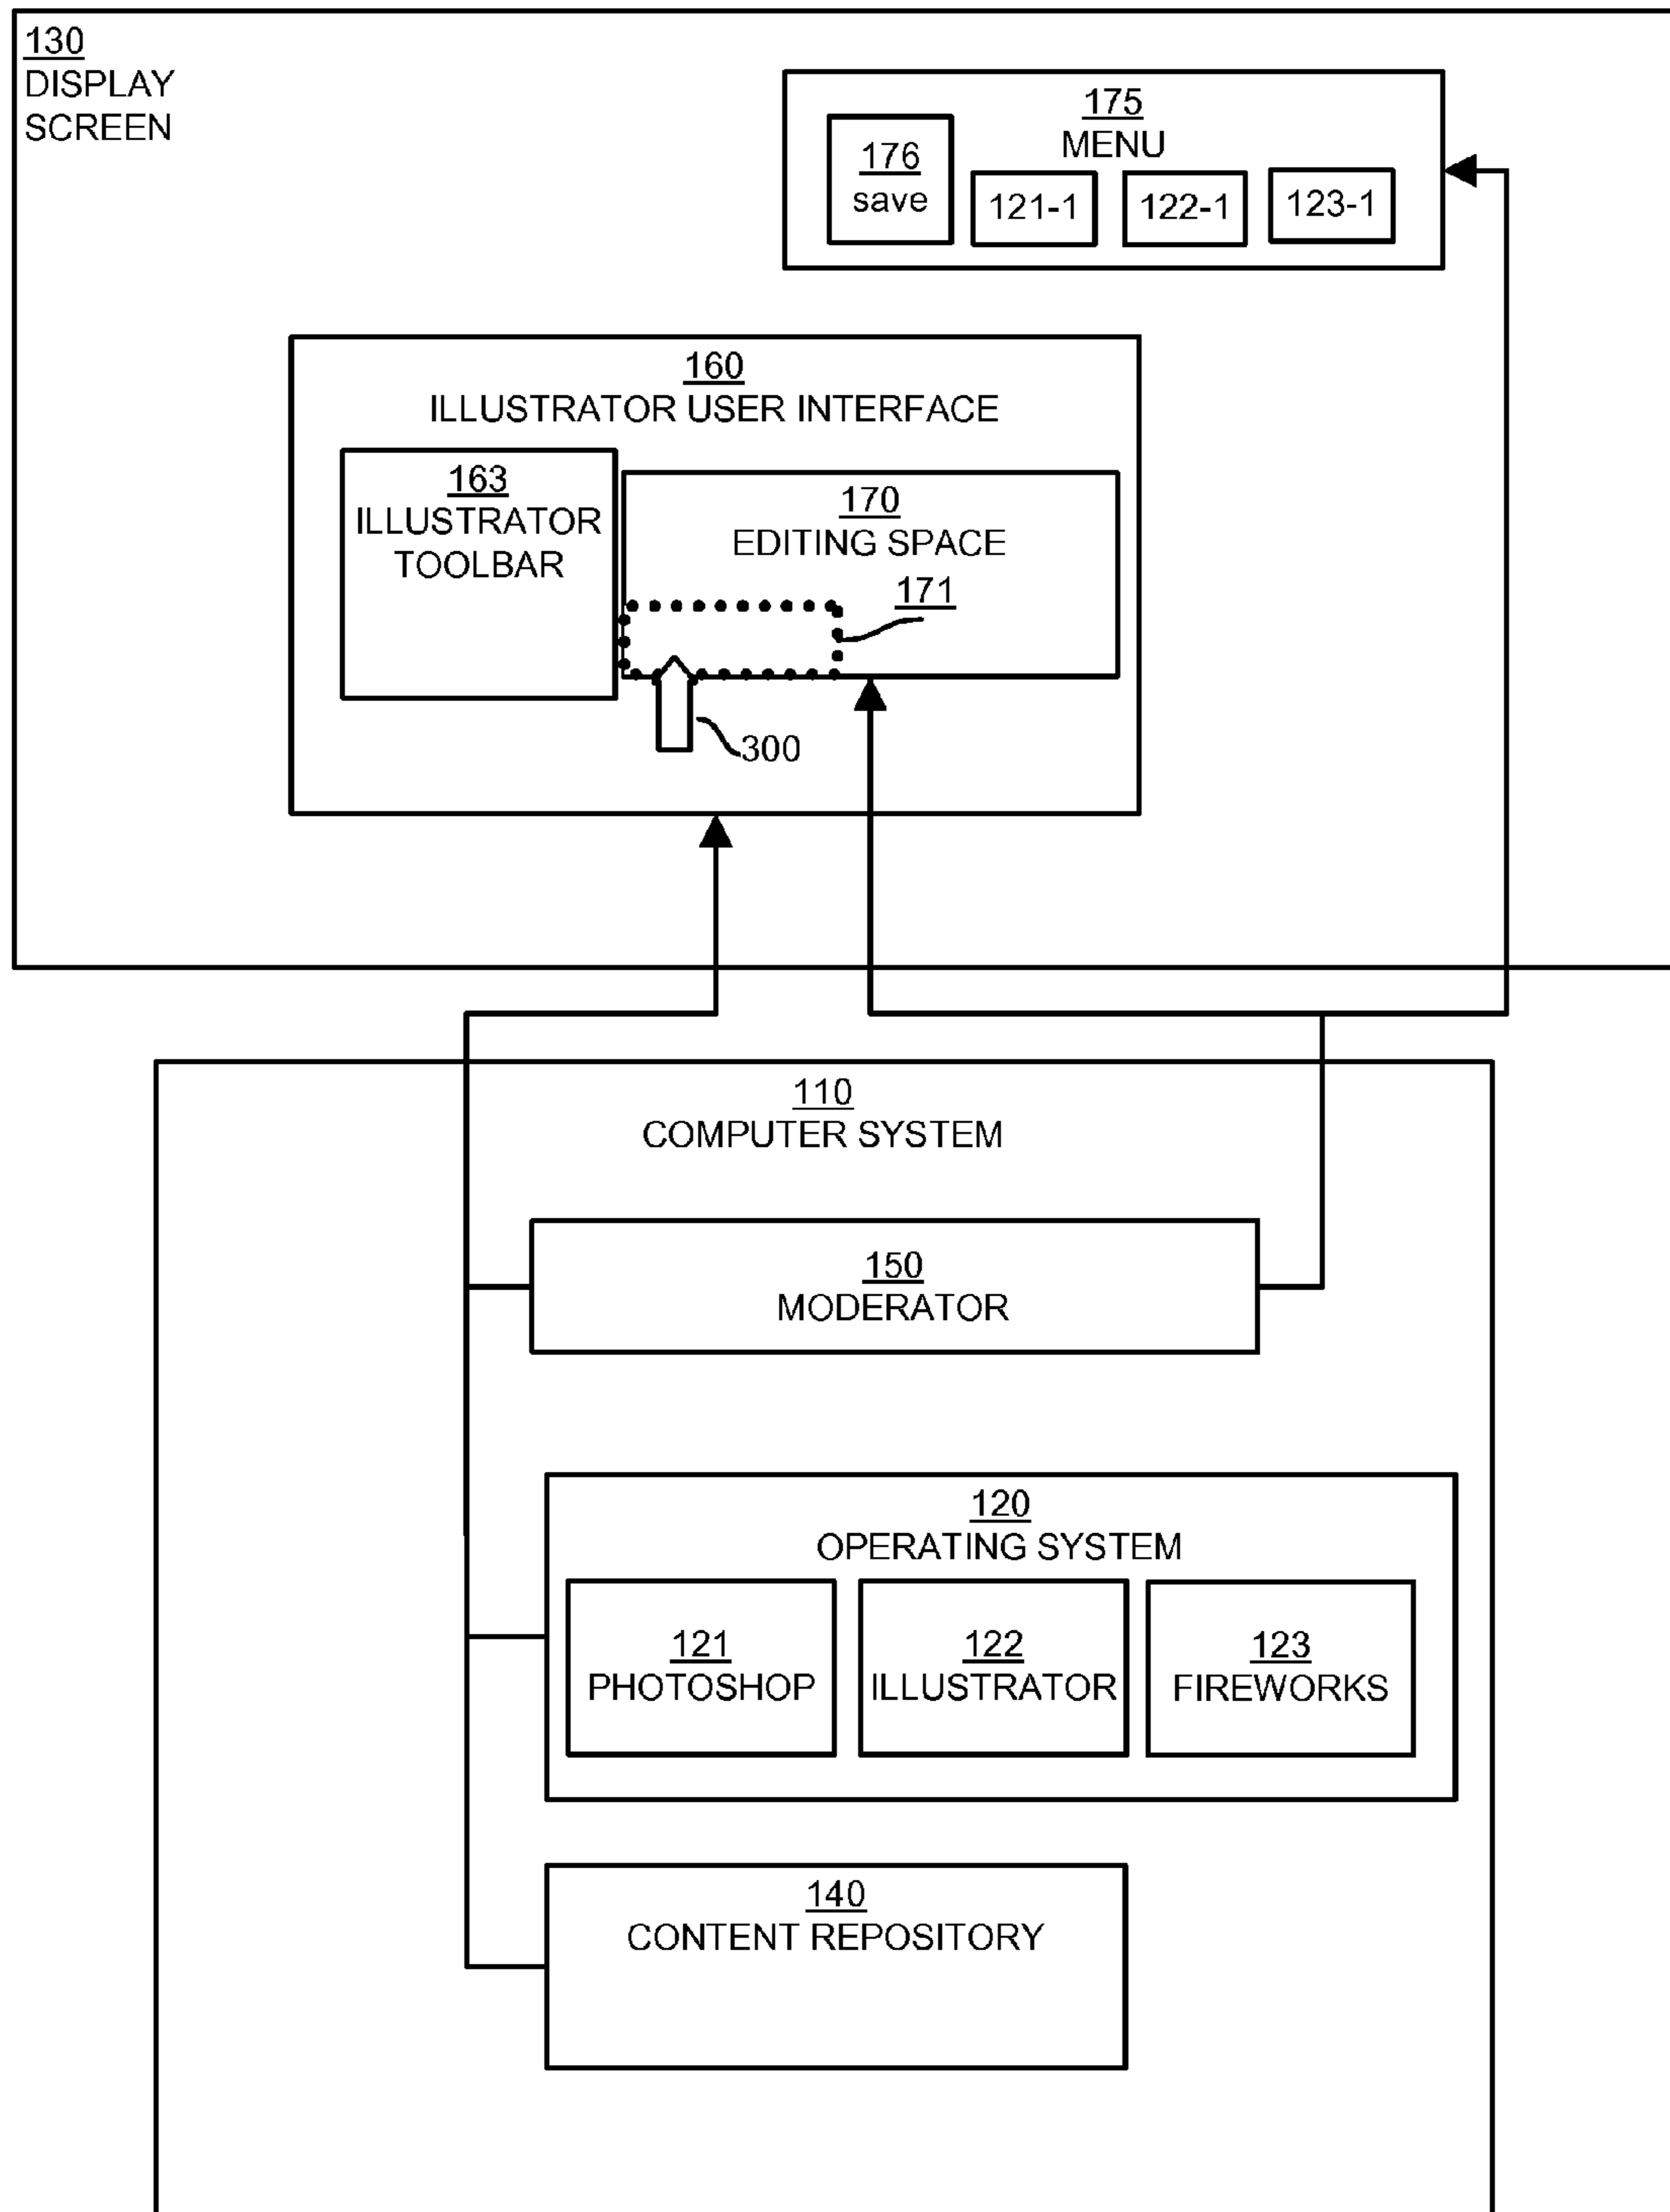 130
DISPLAY
SCREEN
175
MENU
176
save
121-1
122-1
123-1
160
ILLUSTRATOR USER INTERFACE
163
ILLUSTRATOR
TOOLBAR
170
EDITING SPACE
171
300
110
COMPUTER SYSTEM
150
MODERATOR
120
OPERATING SYSTEM
121
PHOTOSHOP
122
ILLUSTRATOR
123
FIREWORKS
140
CONTENT REPOSITORY